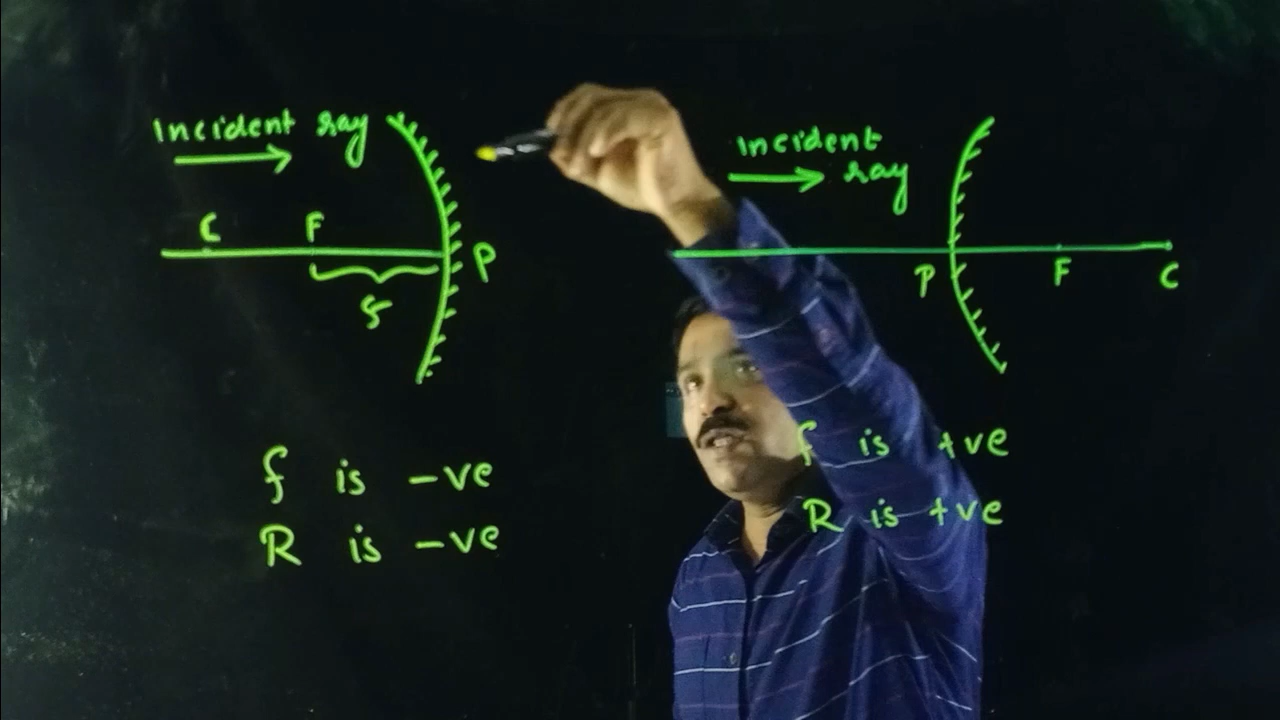 Incident ray
C F
P
f
f is -ve
R is -ve
Incident
ray
P F C
f is +ve
R is +ve